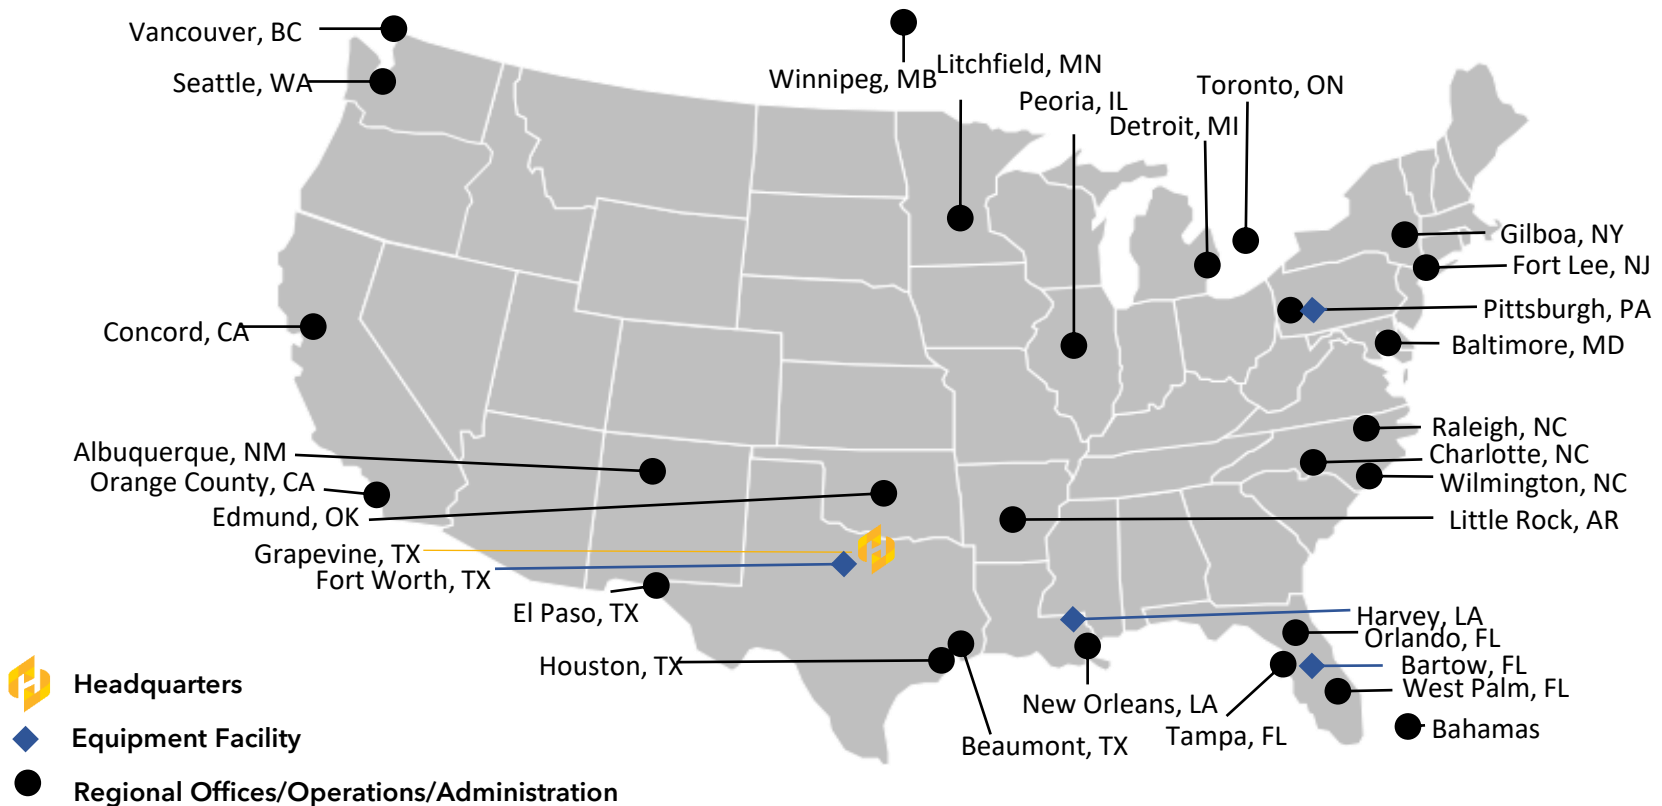 Vancouver, BC
Seattle, WA
Winnipeg, MB
Litchfield, MN
Peoria, IL
Detroit, MI
Toronto, ON
Gilboa, NY
Fort Lee, NJ
Pittsburgh, PA
Baltimore, MD
Concord, CA
Raleigh, NC
Charlotte, NC
Wilmington, NC
Little Rock, AR
Albuquerque, NM
Orange County, CA
Edmund, OK
Grapevine, TX
Fort Worth, TX
El Paso, TX
Houston, TX
Harvey, LA
Orlando, FL
Bartow, FL
West Palm, FL
New Orleans, LA
Tampa, FL
Beaumont, TX
Bahamas
Headquarters
Equipment Facility
Regional Offices/Operations/Administration